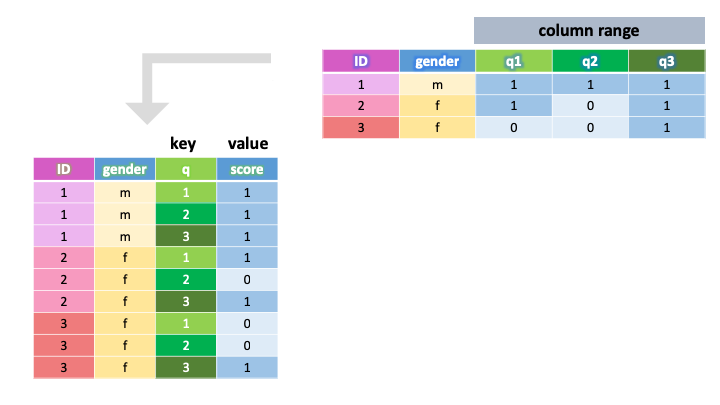 column range
ID gender q1 q2 q3
1 m 1 1 1
2 f 1 0 1
3 f 0 0 1
key value
ID gender q score
1 m 1 1
1 m 2 1
1 m 3 1
2 f 1 1
2 f 2 0
2 f 3 1
3 f 1 0
3 f 2 0
3 f 3 1